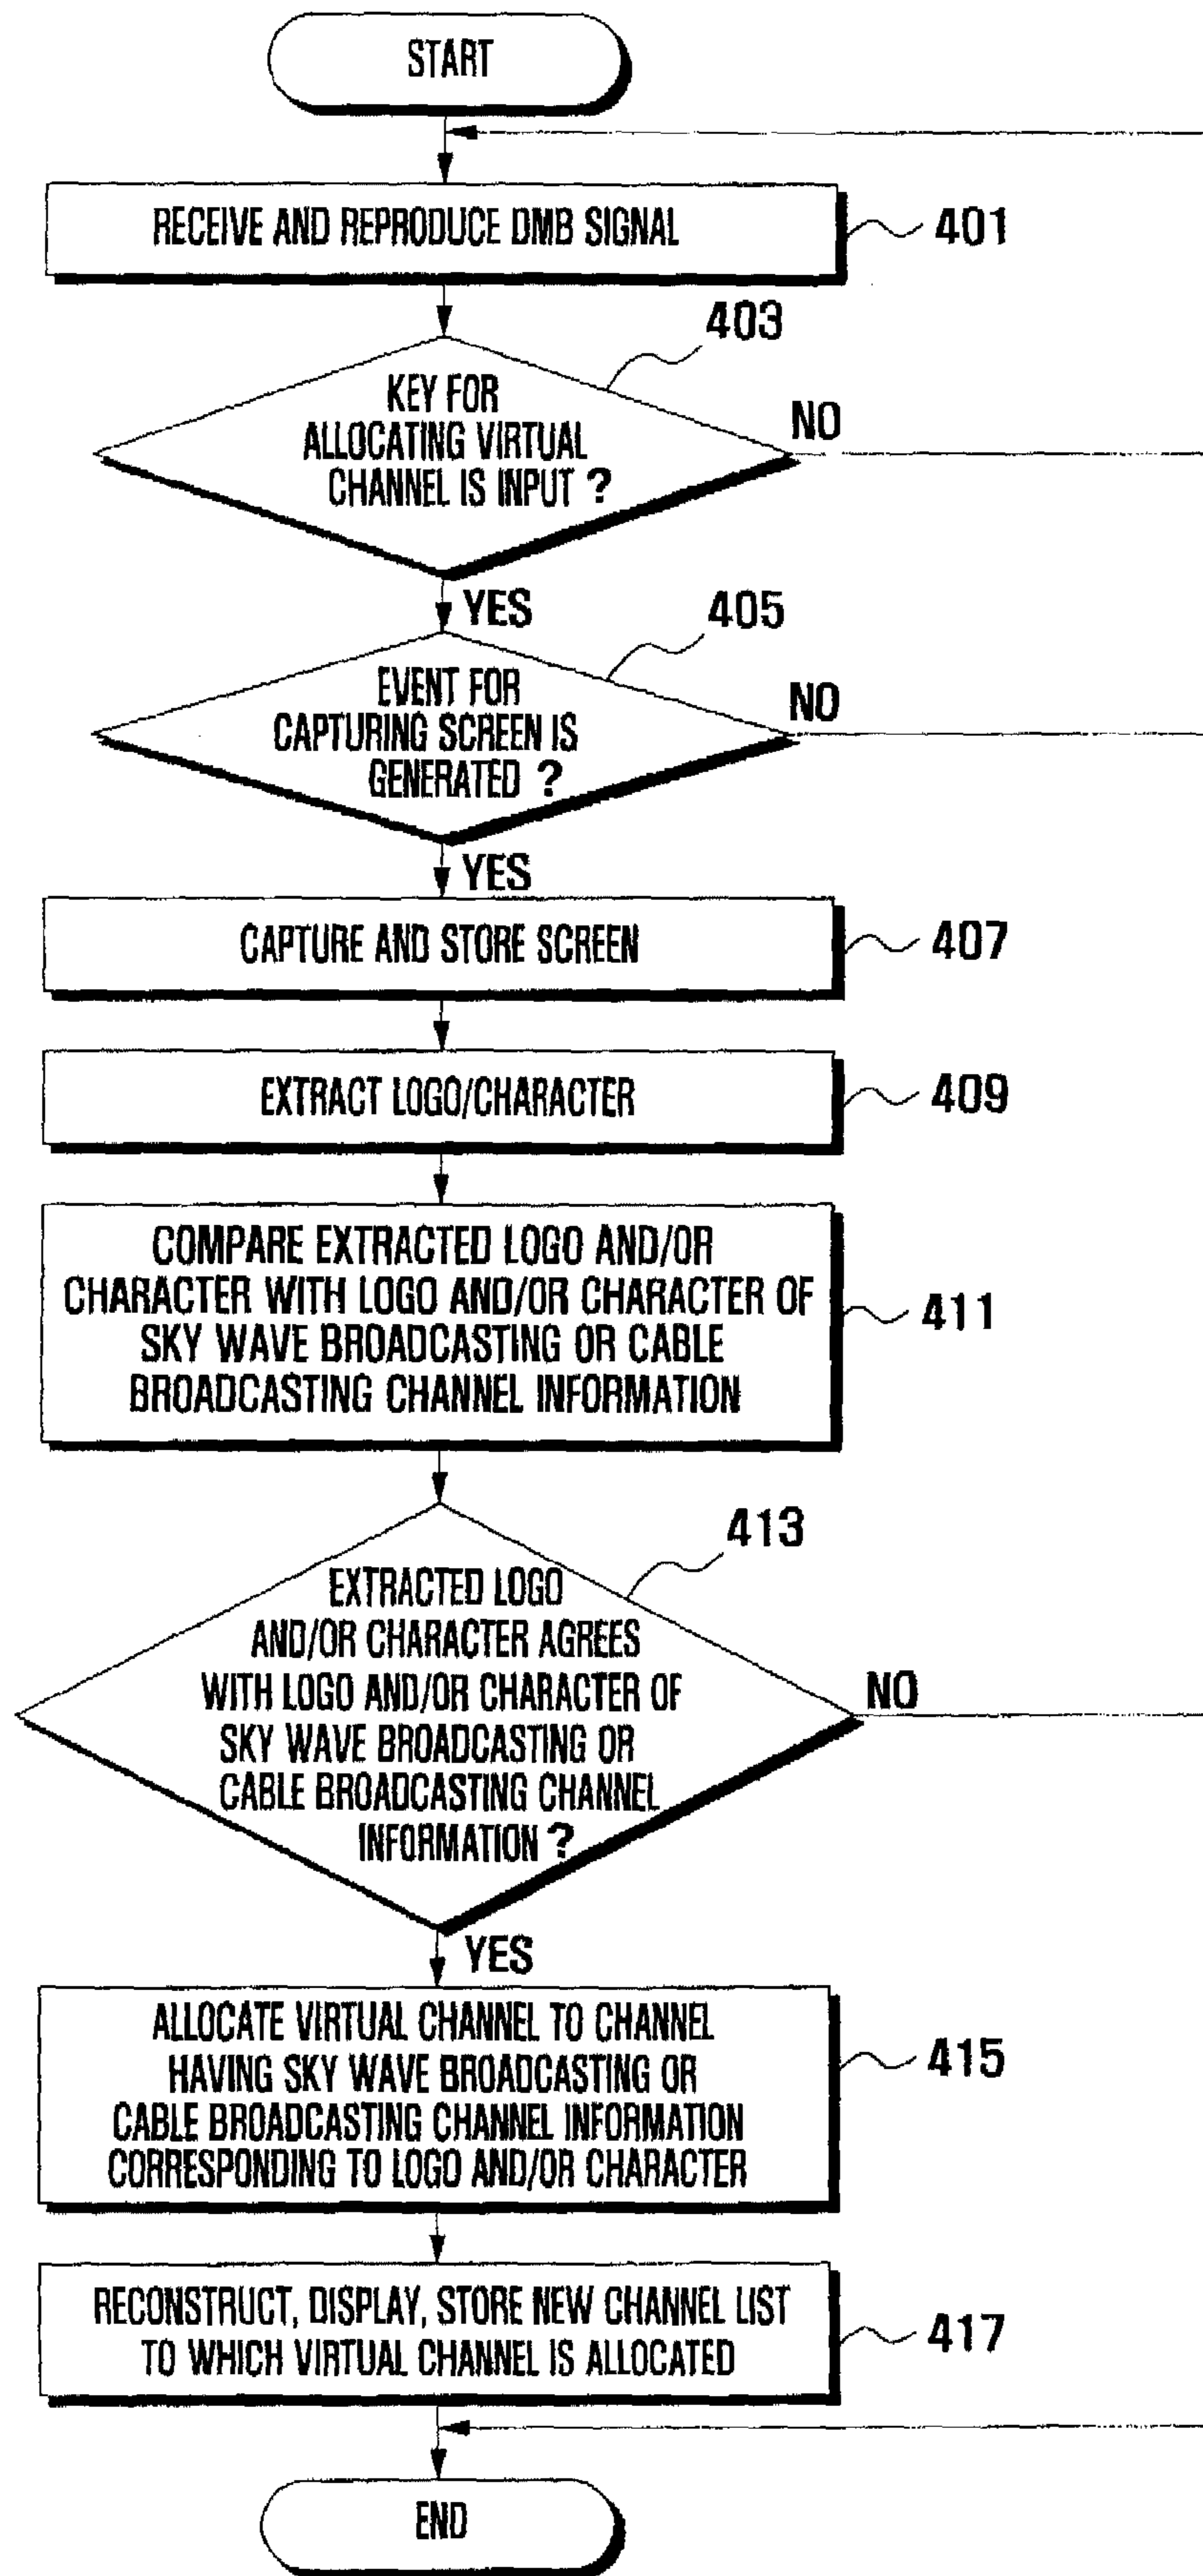 START
RECEIVE AND REPRODUCE DMB SIGNAL
401
403
KEY FOR
ALLOCATING VIRTUAL
CHANNEL IS INPUT ?
NO
YES
405
EVENT FOR
CAPTURING SCREEN IS
GENERATED ?
NO
YES
CAPTURE AND STORE SCREEN
407
EXTRACT LOGO/CHARACTER
409
COMPARE EXTRACTED LOGO AND/OR
CHARACTER WITH LOGO AND/OR CHARACTER OF
SKY WAVE BROADCASTING OR CABLE
BROADCASTING CHANNEL INFORMATION
411
413
EXTRACTED LOGO
AND/OR CHARACTER AGREES
WITH LOGO AND/OR CHARACTER OF
SKY WAVE BROADCASTING OR
CABLE BROADCASTING CHANNEL
INFORMATION ?
NO
YES
ALLOCATE VIRTUAL CHANNEL TO CHANNEL
HAVING SKY WAVE BROADCASTING OR
CABLE BROADCASTING CHANNEL INFORMATION
CORRESPONDING TO LOGO AND/OR CHARACTER
415
RECONSTRUCT, DISPLAY, STORE NEW CHANNEL LIST
TO WHICH VIRTUAL CHANNEL IS ALLOCATED
417
END